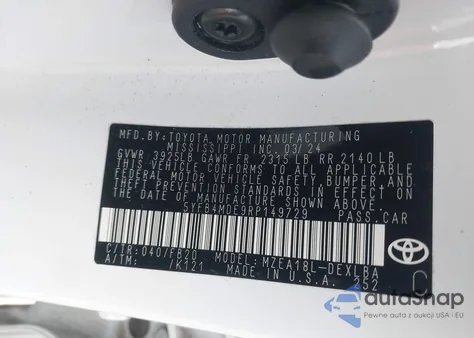 MFD.BY:TOYOTA MOTOR MANUFACTURING
MISSISSIPPI, INC. 03/24
GVWR 3925LB GAWR FR 2315 LB RR 2140 LB
THIS VEHICLE CONFORMS TO ALL APPLICABLE
FEDERAL MOTOR VEHICLE SAFETY BUMPER, AND
THEFT PREVENTION STANDARDS IN EFFECT ON
THE DATE OF MANUFACTURE SHOWN ABOVE.
5YFB4MDE9RP149729 PASS.CAR
C/TR:040/FB20 MODEL:MZEA18L-DEXLBA
A/TM: /K121 MADE IN U.S.A. 252 C
TOYOTA
autosnap
Pewne auta z aukcji USA i EU